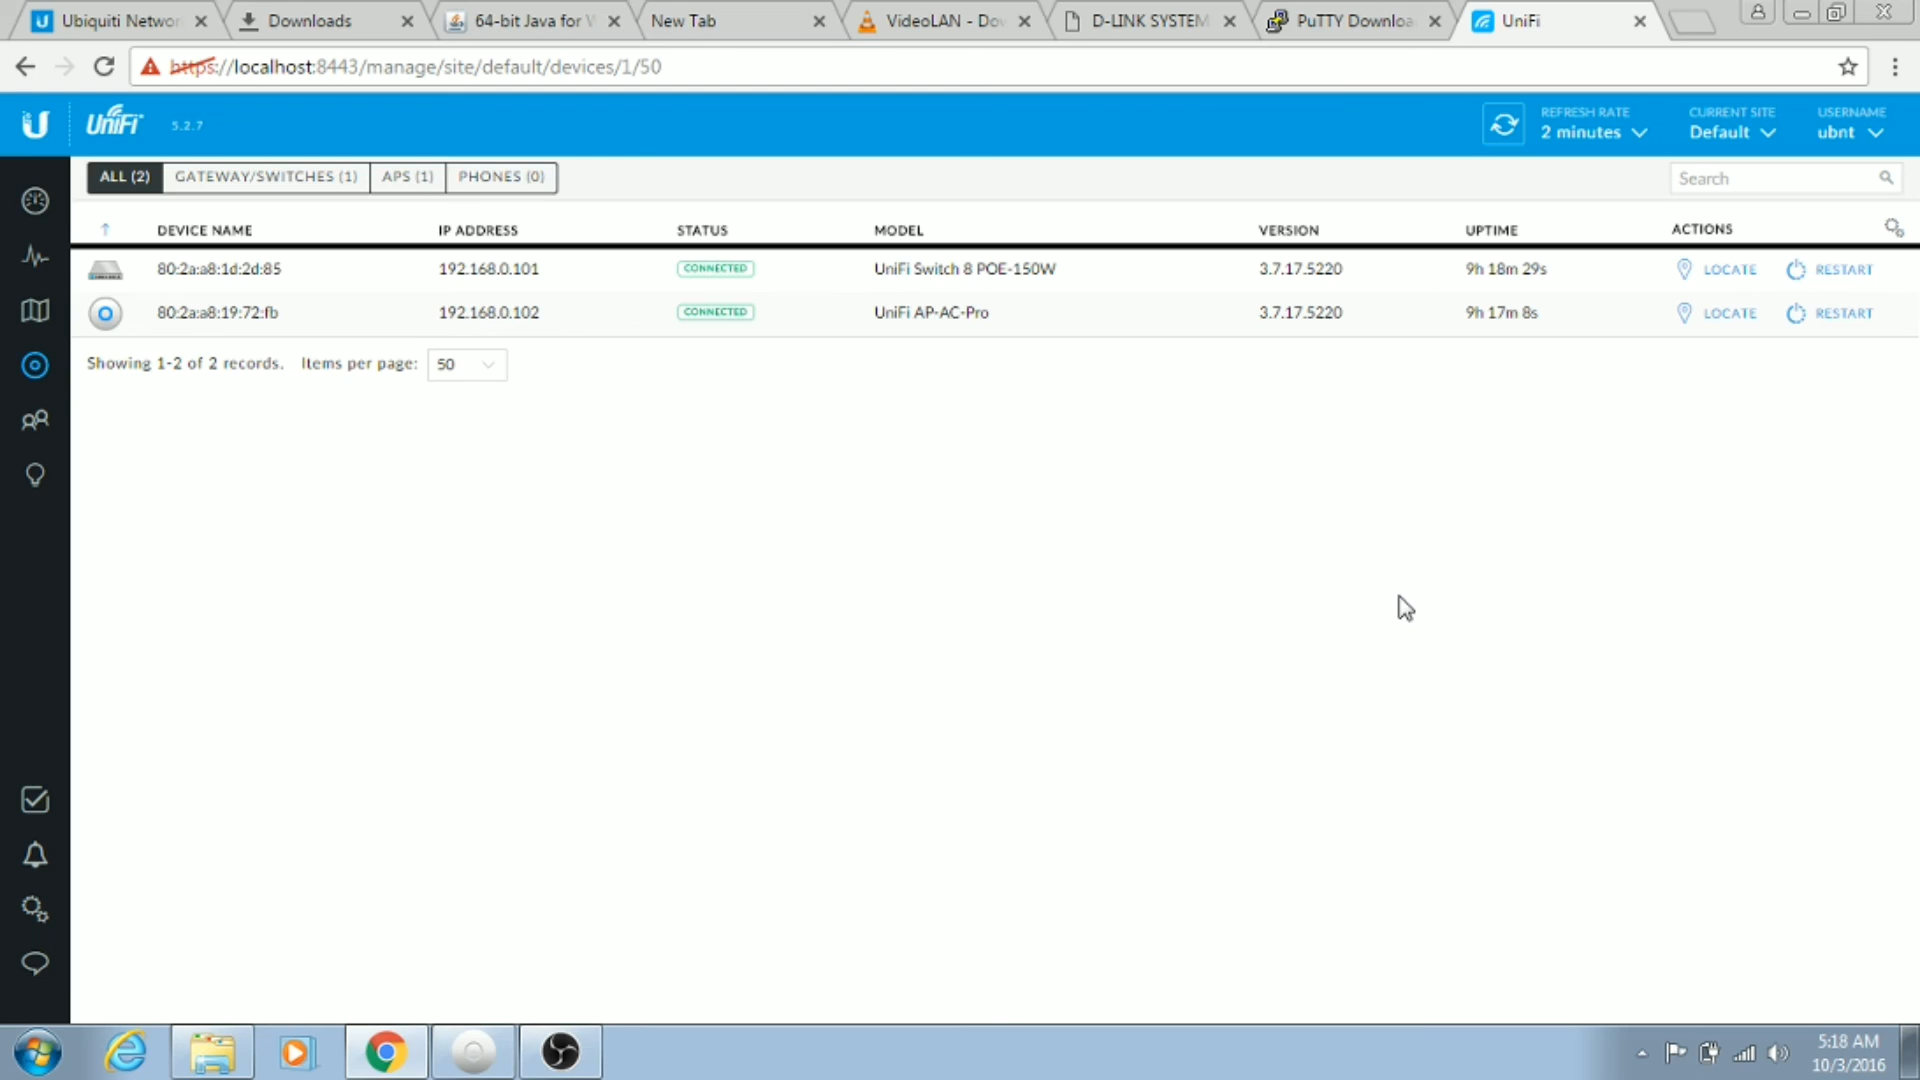 Ubiquiti Networ
Downloads
64-bit Java for W
New Tab
VideoLAN - Dow
D-LINK SYSTEM
PuTTY Downloa
UniFi
https://localhost:8443/manage/site/default/devices/1/50
UniFi 5.2.7
REFRESH RATE
2 minutes
CURRENT SITE
Default
USERNAME
ubnt
ALL (2) GATEWAY/SWITCHES (1) APS (1) PHONES (0)
Search
DEVICE NAME IP ADDRESS STATUS MODEL VERSION UPTIME ACTIONS
80:2a:a8:1d:2d:85 192.168.0.101 CONNECTED UniFi Switch 8 POE-150W 3.7.17.5220 9h 18m 29s LOCATE RESTART
80:2a:a8:19:72:fb 192.168.0.102 CONNECTED UniFi AP-AC-Pro 3.7.17.5220 9h 17m 8s LOCATE RESTART
Showing 1-2 of 2 records. Items per page: 50
5:18 AM
10/3/2016